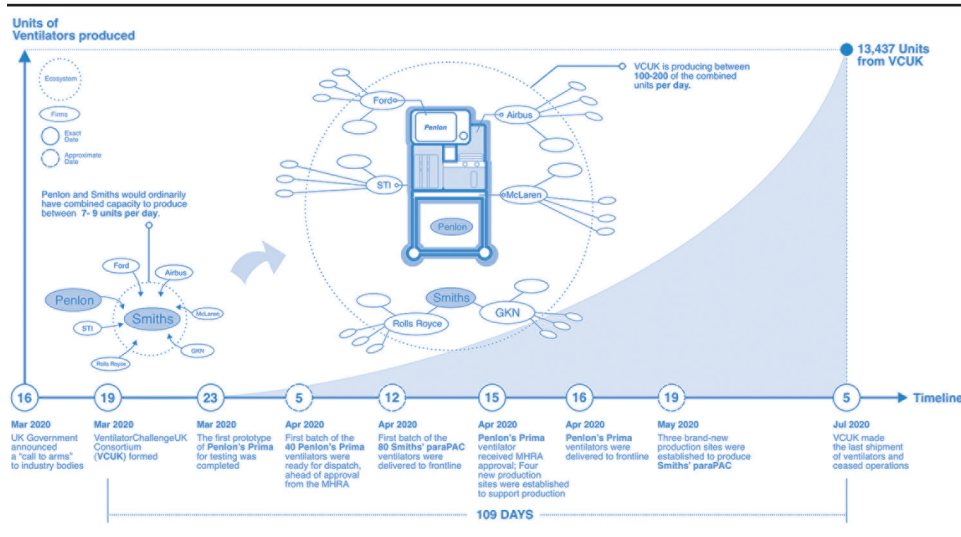 Units of
Ventilators produced
13,437 Units
from VCUK
Ecosystem
Firms
Exact
Date
Approximate
Date
VCUK is producing between
100-200 of the combined
units per day.
Ford
Penlon
Airbus
STI
McLaren
Penlon
Smiths
Rolls Royce
GKN
Penlon and Smiths would ordinarily
have combined capacity to produce
between 7- 9 units per day.
Ford
Airbus
Penlon
Smiths
McLaren
STI
GKN
Rolls Royce
16
19
23
5
12
15
16
19
5
Timeline
Mar 2020
UK Government
announced
a "call to arms"
to industry bodies
Mar 2020
VentilatorChallengeUK
Consortium
(VCUK) formed
Mar 2020
The first prototype
of Penlon's Prima
for testing was
completed
Apr 2020
First batch of the
40 Penlon's Prima
ventilators were
ready for dispatch,
ahead of approval
from the MHRA
Apr 2020
First batch of the
80 Smiths' paraPAC
ventilators were
delivered to frontline
Apr 2020
Penlon's Prima
ventilator
received MHRA
approval; Four
new production
sites were established
to support production
Apr 2020
Penlon's Prima
ventilators were
delivered to frontline
May 2020
Three brand-new
production sites were
established to produce
Smiths' paraPAC
Jul 2020
VCUK made
the last shipment
of ventilators and
ceased operations
109 DAYS